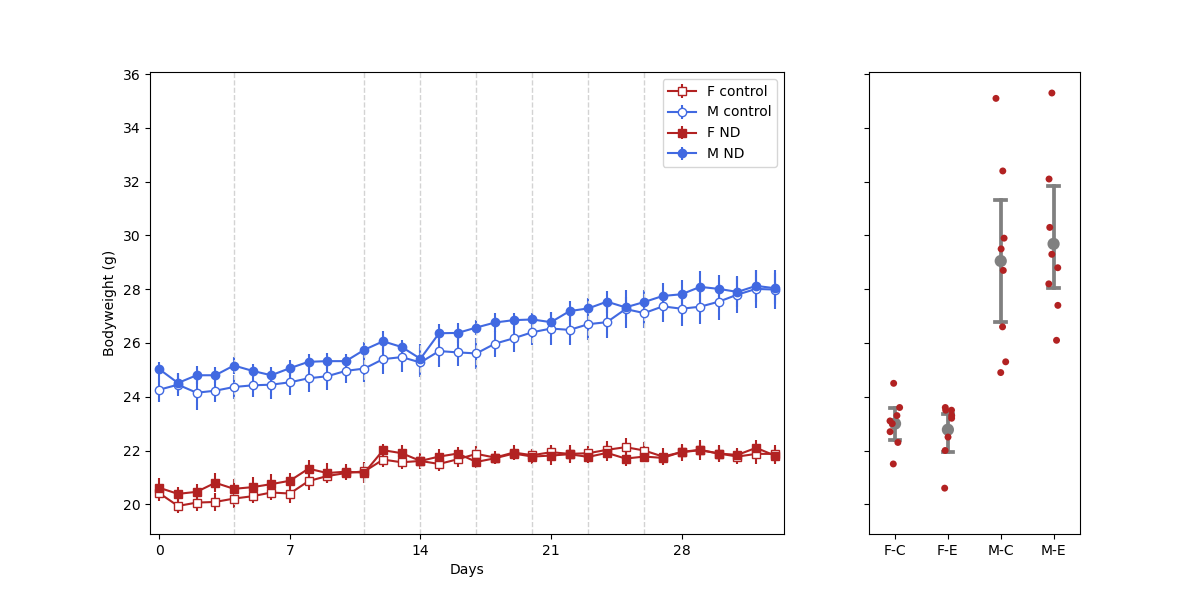 36
34
32
30
28
26
24
22
20
Bodyweight (g)
F control
M control
F ND
M ND
0 7 14 21 28
Days
F-C F-E M-C M-E